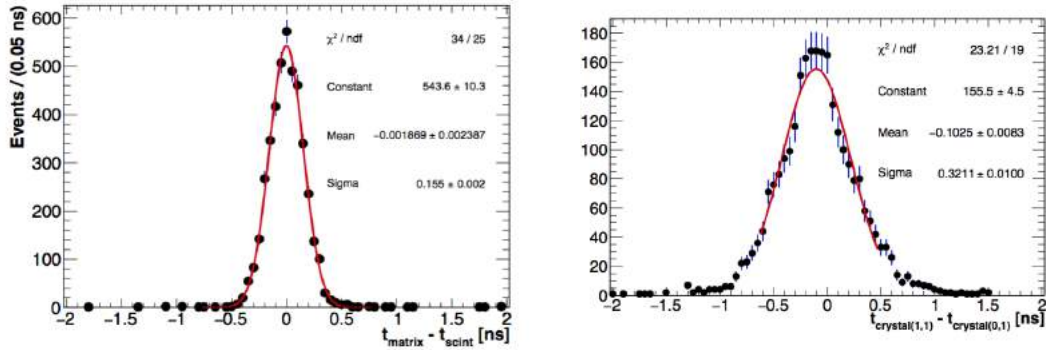 Events / (0.05 ns)
600
500
400
300
200
100
0
χ² / ndf 34 / 25
Constant 543.6 ± 10.3
Mean −0.001869 ± 0.002387
Sigma 0.155 ± 0.002
−2 −1.5 −1 −0.5 0 0.5 1 1.5 2
t_matrix - t_scint [ns]
180
160
140
120
100
80
60
40
20
0
χ² / ndf 23.21 / 19
Constant 155.5 ± 4.5
Mean −0.1025 ± 0.0083
Sigma 0.3211 ± 0.0100
−2 −1.5 −1 −0.5 0 0.5 1 1.5 2
t_crystal(1,1) - t_crystal(0,1) [ns]